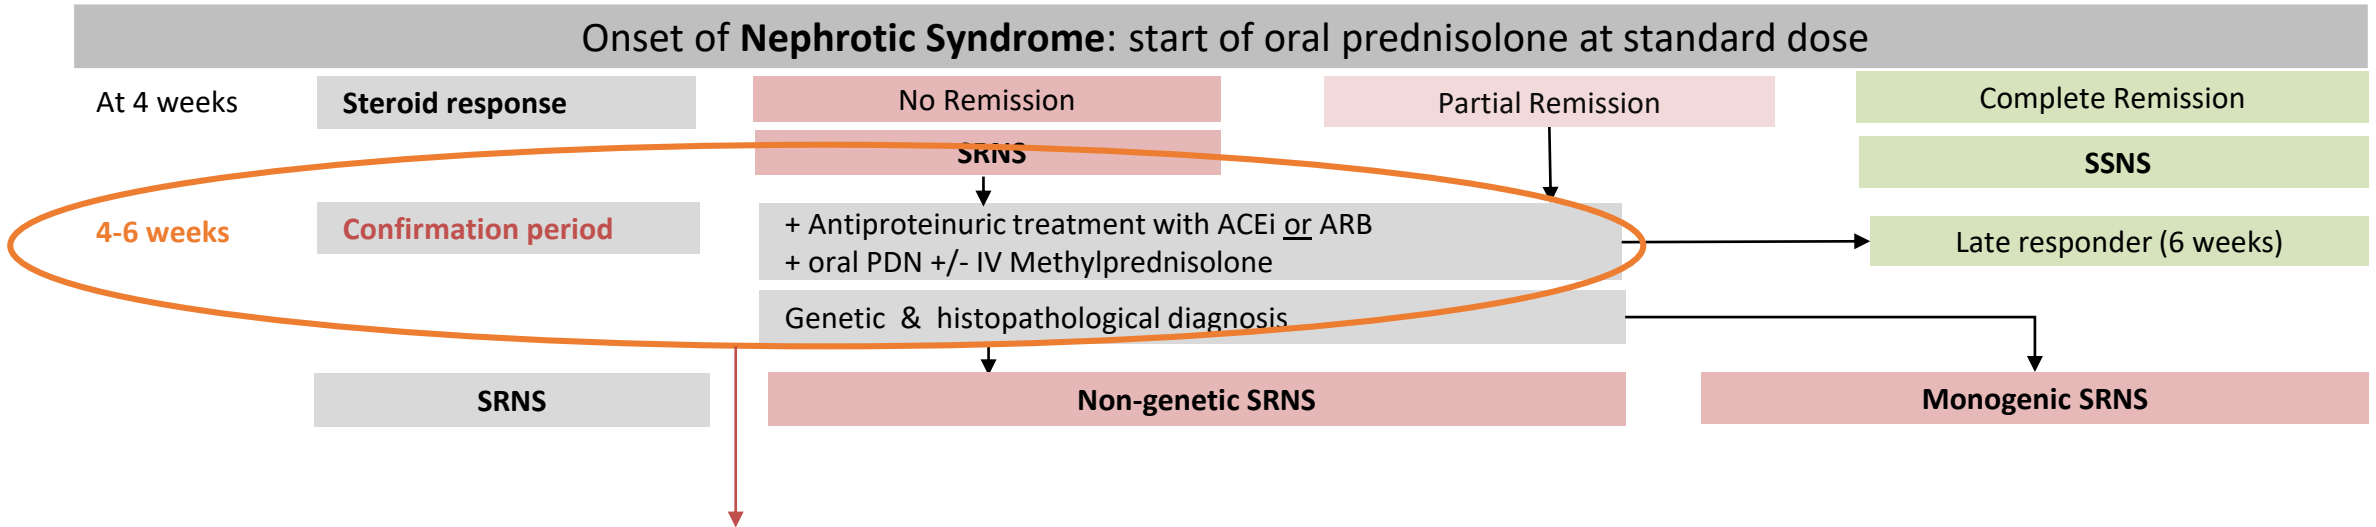 Onset of Nephrotic Syndrome: start of oral prednisolone at standard dose
At 4 weeks
Steroid response
No Remission
Partial Remission
Complete Remission
SRNS
SSNS
4-6 weeks
Confirmation period
+ Antiproteinuric treatment with ACEi or ARB
+ oral PDN +/- IV Methylprednisolone
Late responder (6 weeks)
Genetic & histopathological diagnosis
SRNS
Non-genetic SRNS
Monogenic SRNS